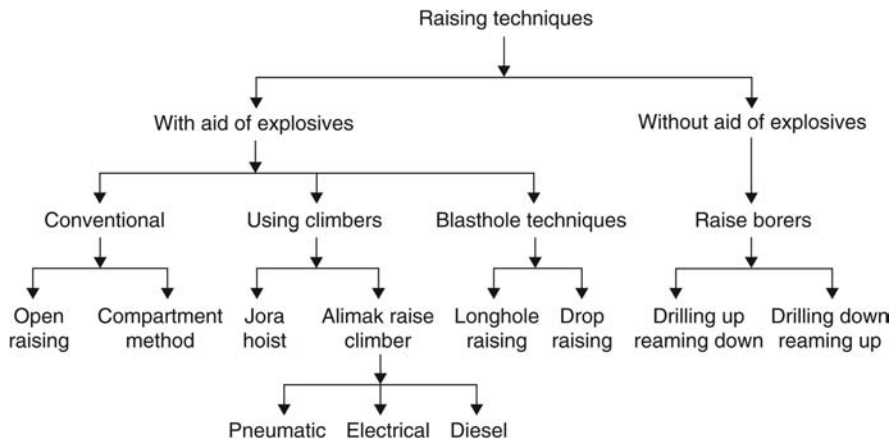 Raising techniques
With aid of explosives
Without aid of explosives
Conventional
Using climbers
Blasthole techniques
Raise borers
Open
raising
Compartment
method
Jora
hoist
Alimak raise
climber
Longhole
raising
Drop
raising
Drilling up
reaming down
Drilling down
reaming up
Pneumatic
Electrical
Diesel